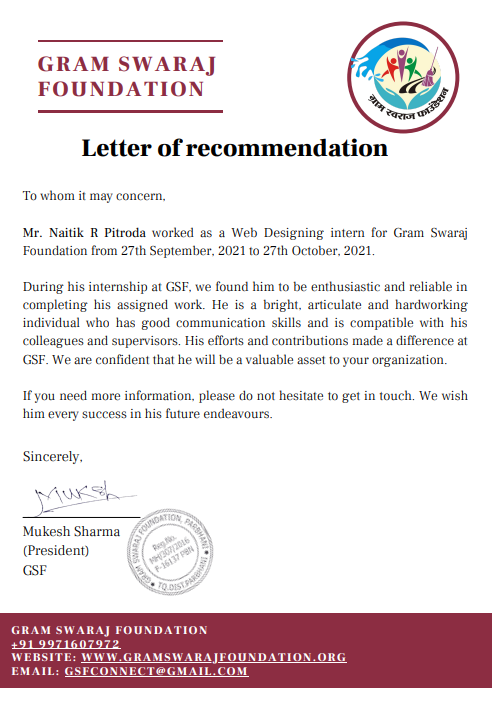 GRAM SWARAJ
FOUNDATION
ग्राम स्वराज फाउंडेशन
Letter of recommendation
To whom it may concern,
Mr. Naitik R Pitroda worked as a Web Designing intern for Gram Swaraj
Foundation from 27th September, 2021 to 27th October, 2021.
During his internship at GSF, we found him to be enthusiastic and reliable in
completing his assigned work. He is a bright, articulate and hardworking
individual who has good communication skills and is compatible with his
colleagues and supervisors. His efforts and contributions made a difference at
GSF. We are confident that he will be a valuable asset to your organization.
If you need more information, please do not hesitate to get in touch. We wish
him every success in his future endeavours.
Sincerely,
Mukesh Sharma
(President)
GSF
GRAM SWARAJ FOUNDATION, PARBHANI
Reg.No.
MH/307/2016
F-16137 PBN
TQ.DIST.PARBHANI
GRAM SWARAJ FOUNDATION
+91 9971607972
WEBSITE: WWW.GRAMSWARAJFOUNDATION.ORG
EMAIL: GSFCONNECT@GMAIL.COM